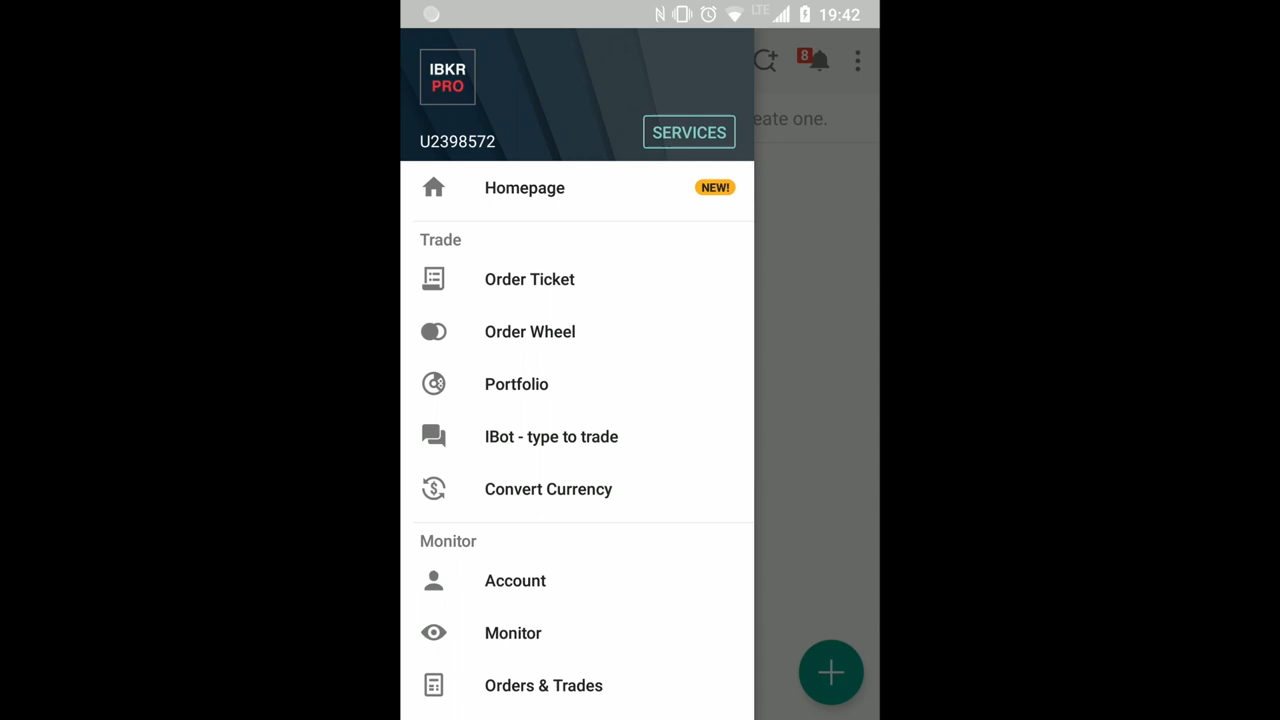 LTE 19:42
IBKR
PRO
8
U2398572
SERVICES
eate one.
Homepage
NEW!
Trade
Order Ticket
Order Wheel
Portfolio
IBot - type to trade
Convert Currency
Monitor
Account
Monitor
Orders & Trades